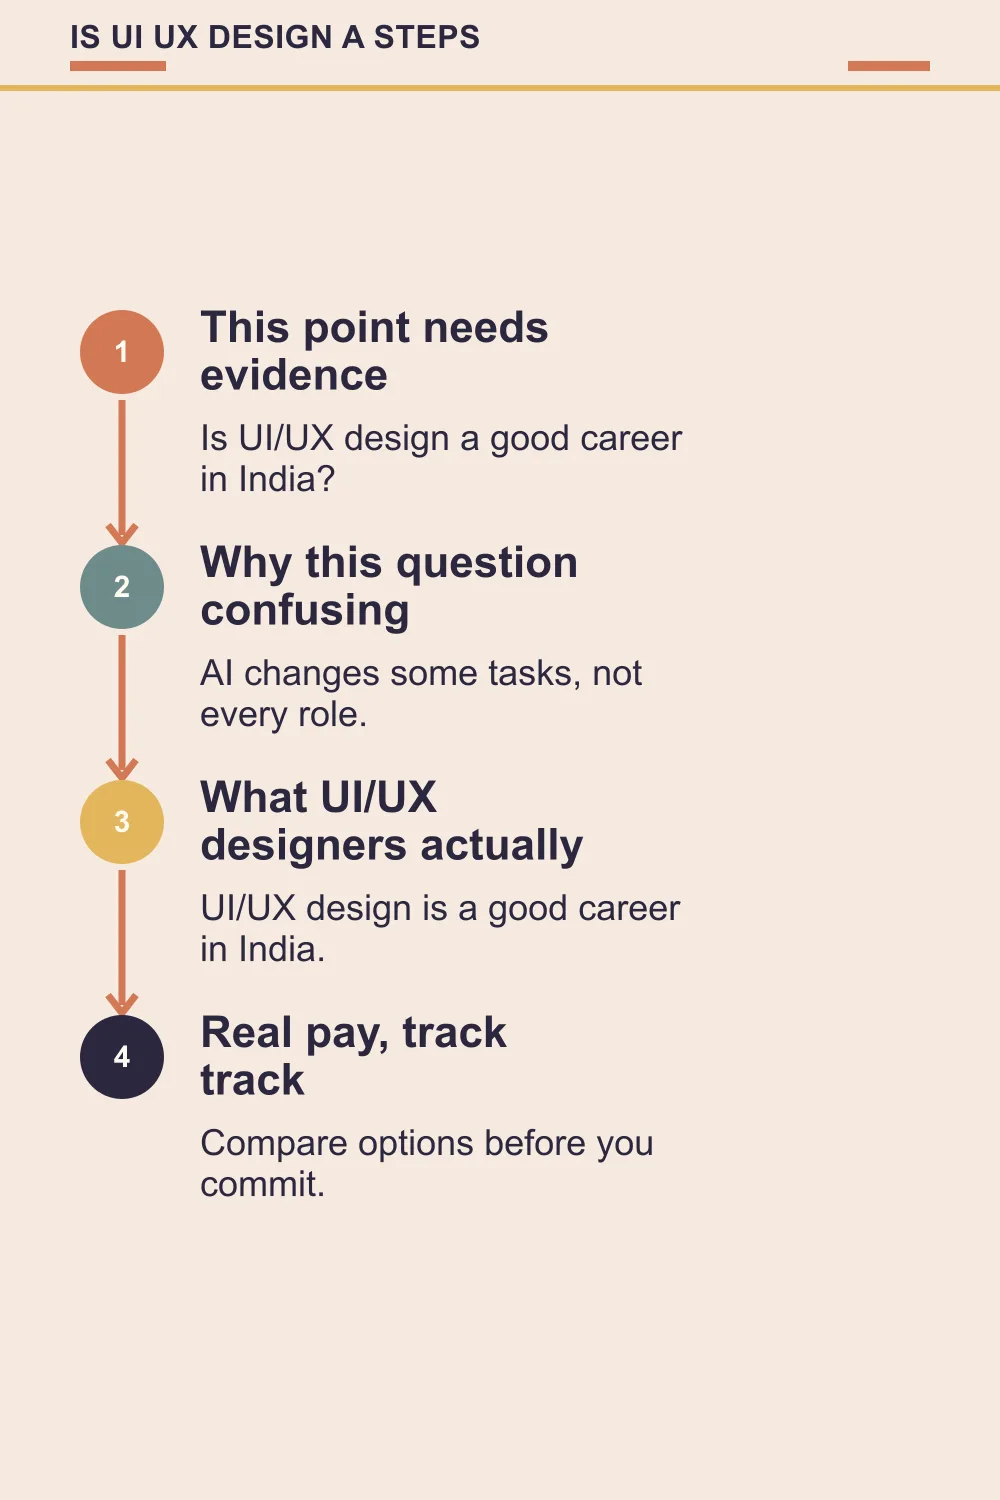 IS UI UX DESIGN A STEPS
1
This point needs
evidence
Is UI/UX design a good career
in India?
2
Why this question
confusing
AI changes some tasks, not
every role.
3
What UI/UX
designers actually
UI/UX design is a good career
in India.
4
Real pay, track
track
Compare options before you
commit.